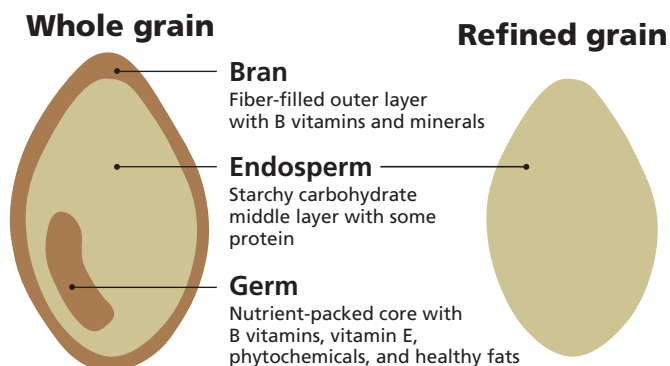 Whole grain
Refined grain
Bran
Fiber-filled outer layer
with B vitamins and minerals
Endosperm
Starchy carbohydrate
middle layer with some
protein
Germ
Nutrient-packed core with
B vitamins, vitamin E,
phytochemicals, and healthy fats